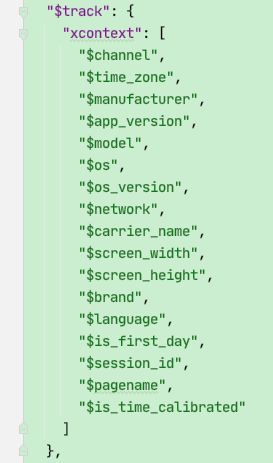 "$track": {
"xcontext": [
"$channel",
"$time_zone",
"$manufacturer",
"$app_version",
"$model",
"$os",
"$os_version",
"$network",
"$carrier_name",
"$screen_width",
"$screen_height",
"$brand",
"$language",
"$is_first_day",
"$session_id",
"$pagename",
"$is_time_calibrated"
]
},